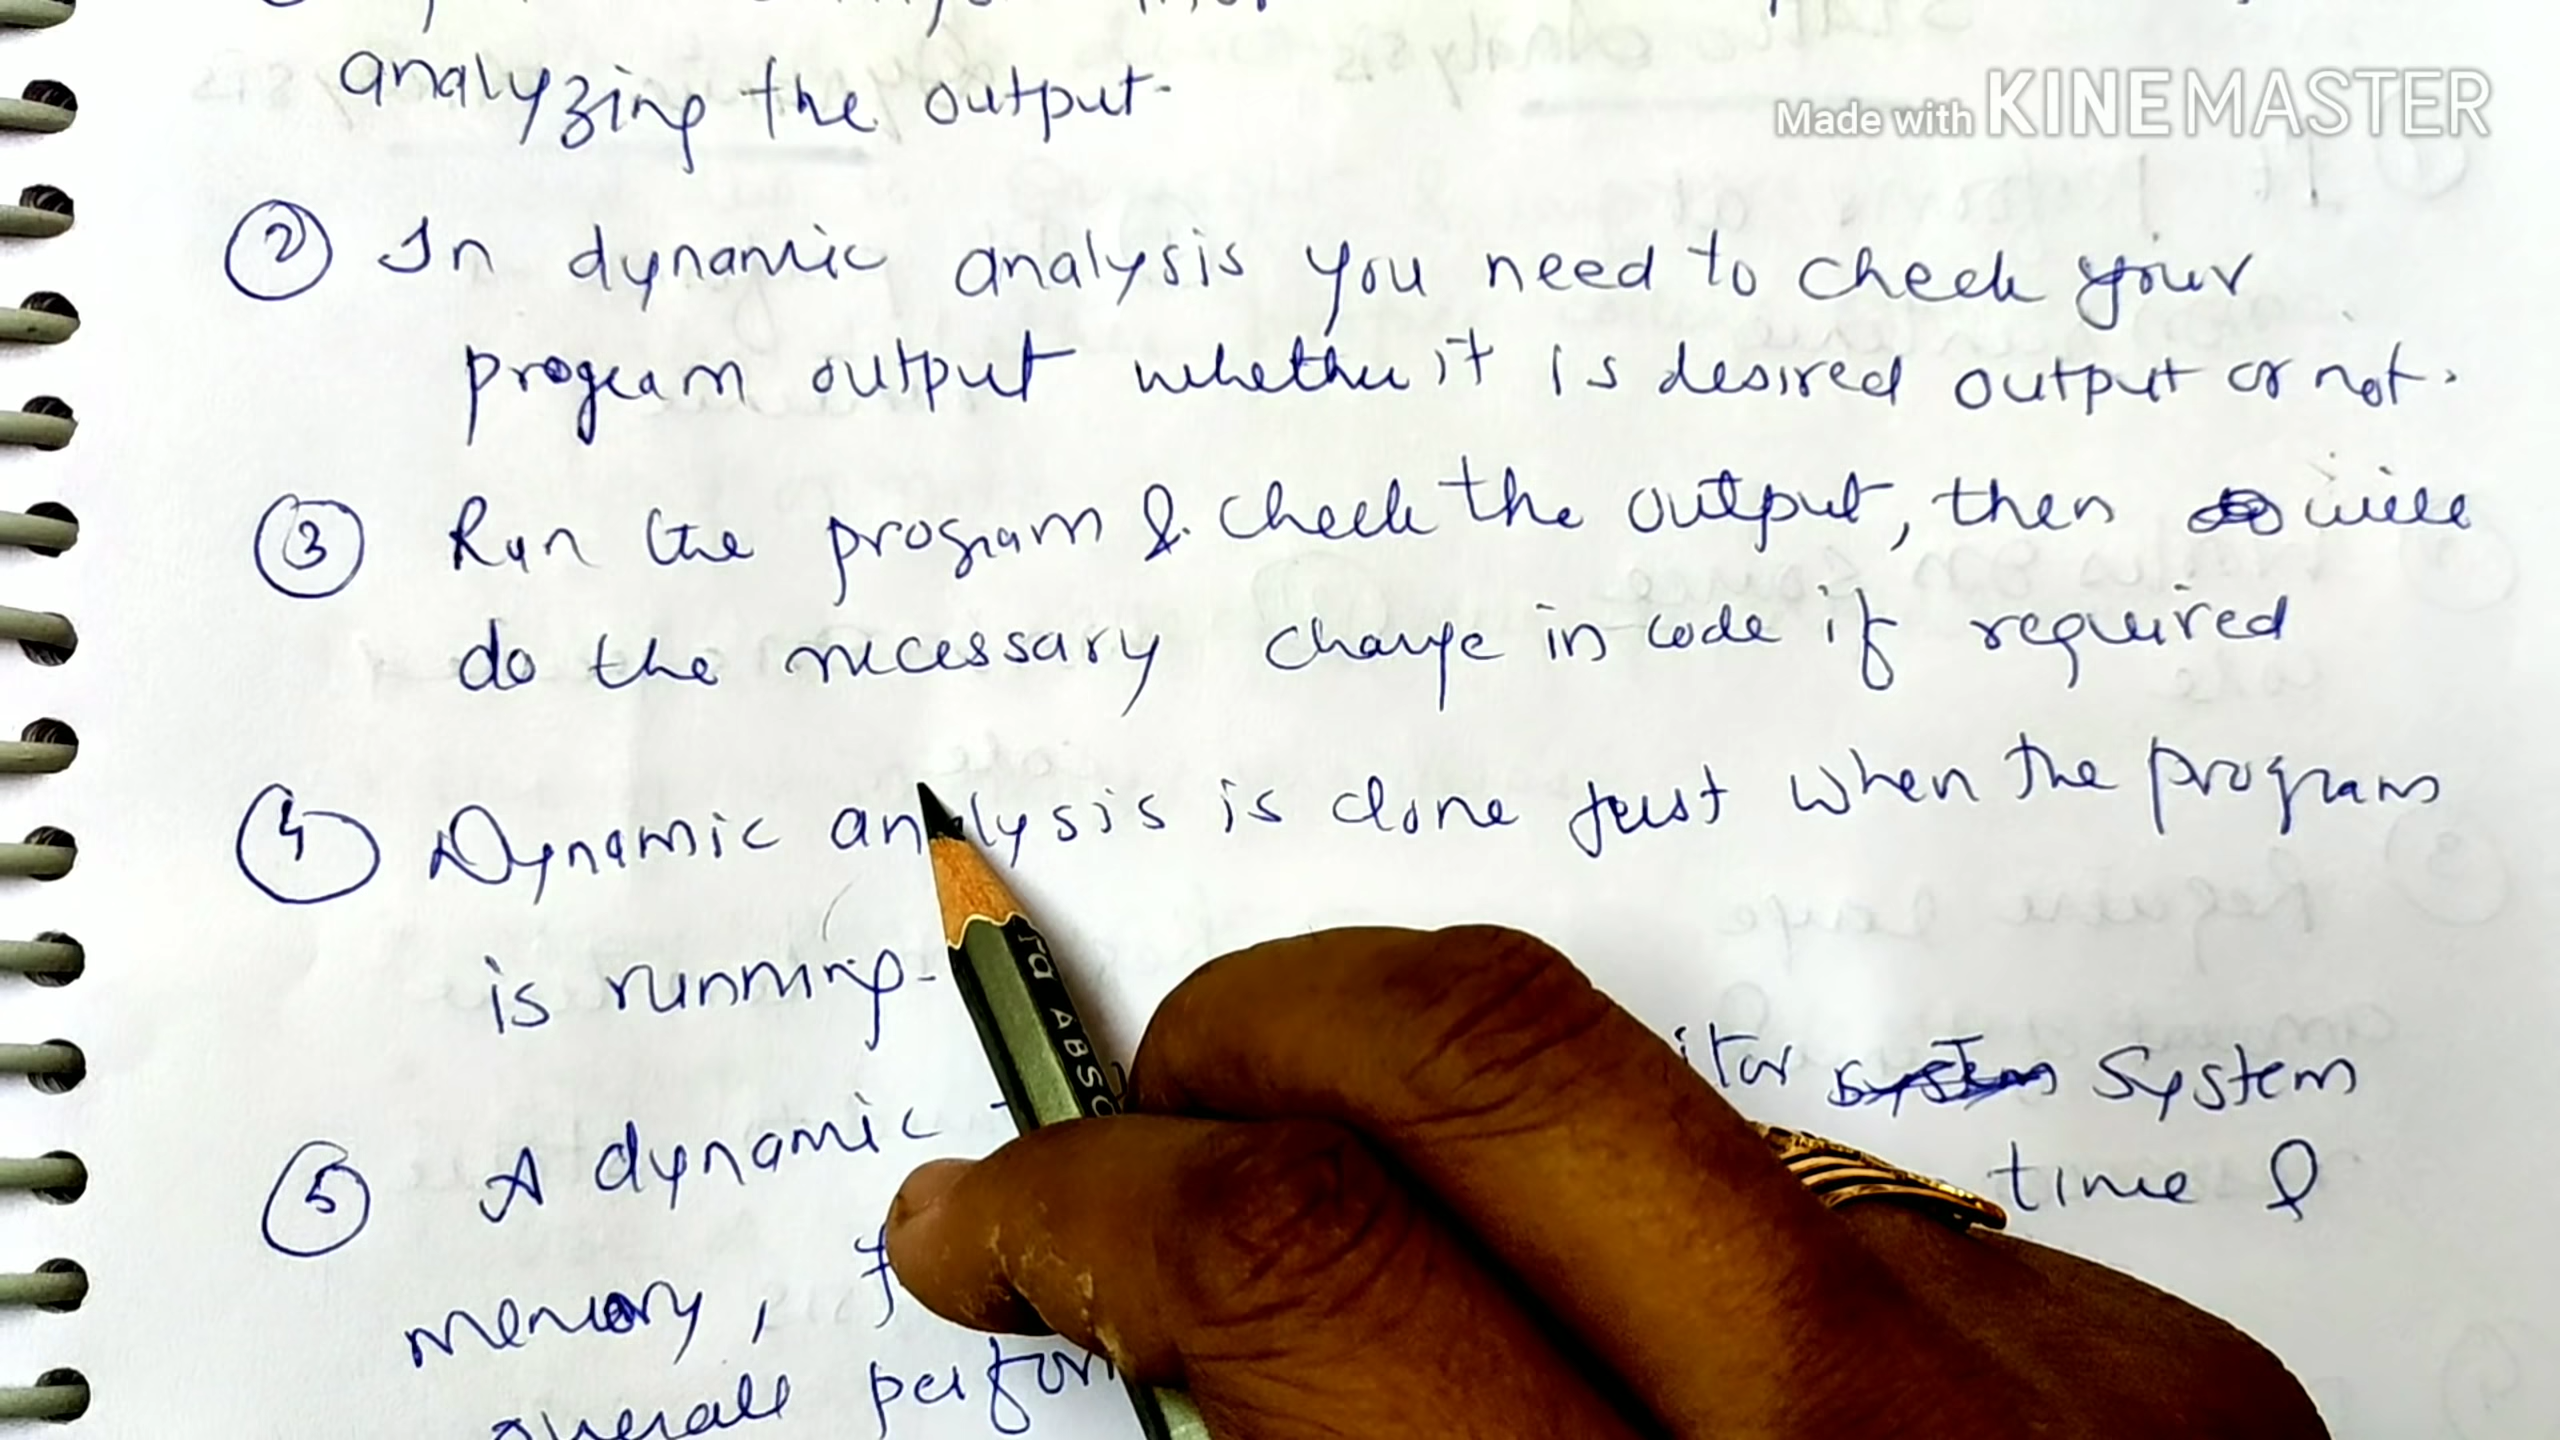 analyzing the output.
Made with KINEMASTER
② In dynamic analysis you need to check your
program output whether it is desired output or not.
③ Run the program & check the output, then will
do the necessary change in code if required
④ Dynamic analysis is done just when the program
is running.
⑤ A dynamic system
time &
memory,
overall
ABSO